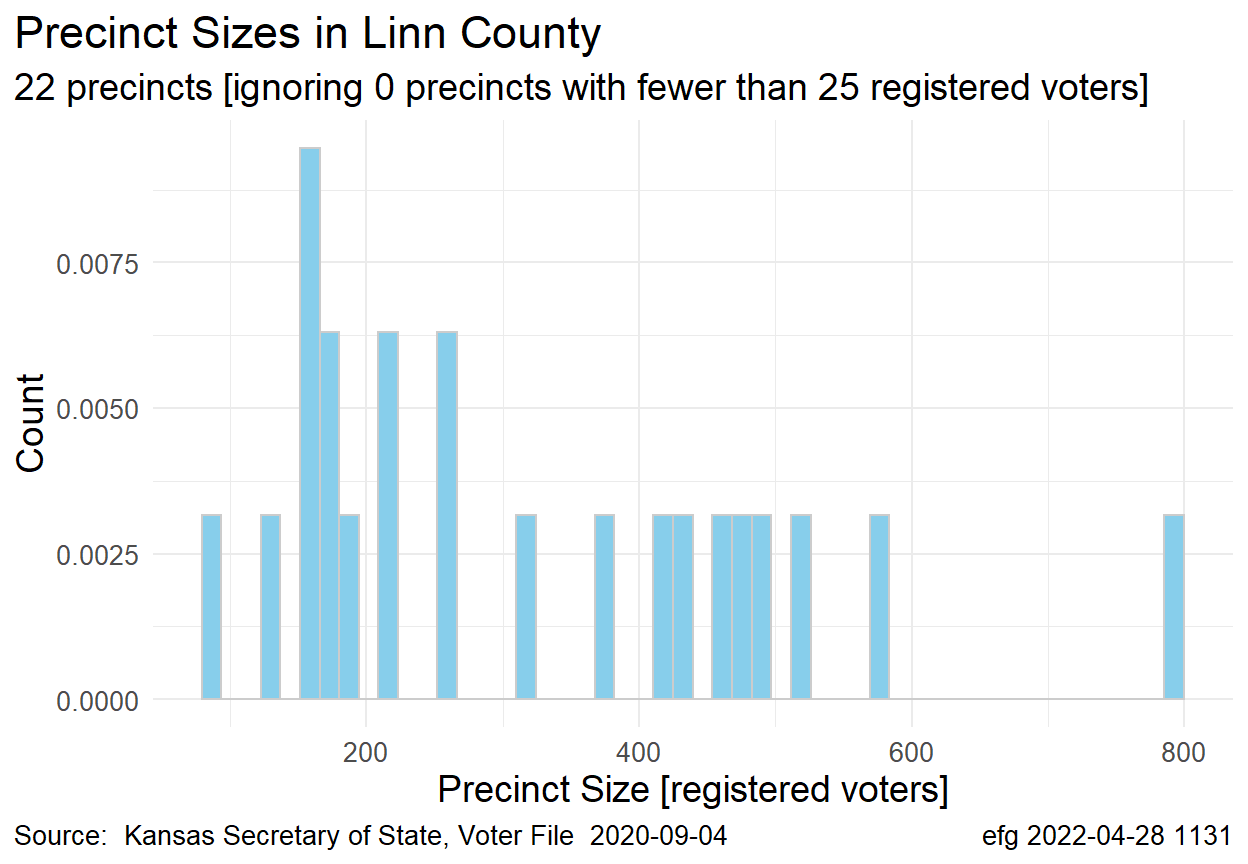 Precinct Sizes in Linn County
22 precincts [ignoring 0 precincts with fewer than 25 registered voters]
0.0075
0.0050
0.0025
0.0000
Count
200 400 600 800
Precinct Size [registered voters]
Source: Kansas Secretary of State, Voter File 2020-09-04
efg 2022-04-28 1131